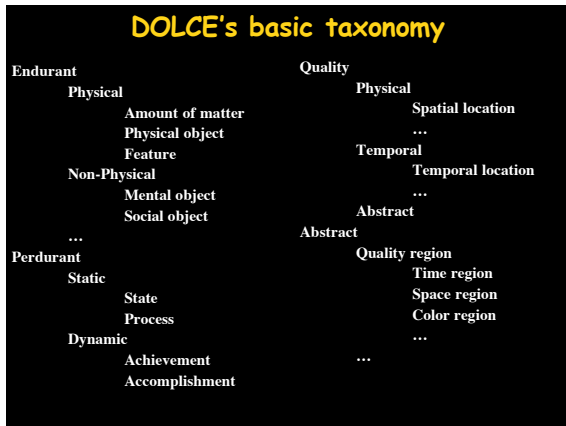 DOLCE's basic taxonomy
Endurant
Physical
Amount of matter
Physical object
Feature
Non-Physical
Mental object
Social object
…
Perdurant
Static
State
Process
Dynamic
Achievement
Accomplishment
Quality
Physical
Spatial location
…
Temporal
Temporal location
…
Abstract
Abstract
Quality region
Time region
Space region
Color region
…
…